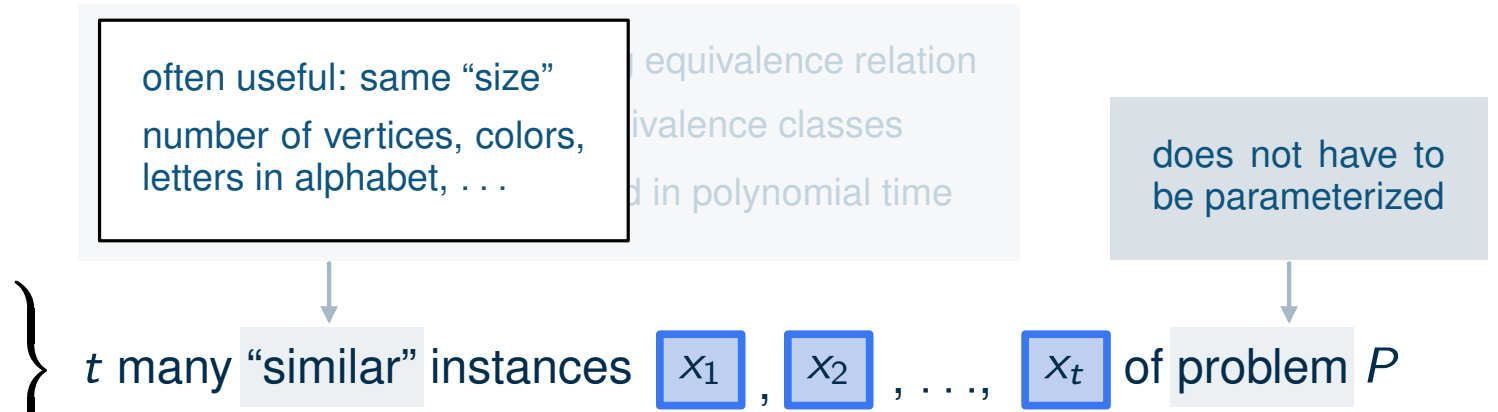 often useful: same “size”
number of vertices, colors,
letters in alphabet, . . .
equivalence relation
classes
in polynomial time
does not have to
be parameterized
t many “similar” instances x₁ , x₂ , . . ., xₜ of problem P